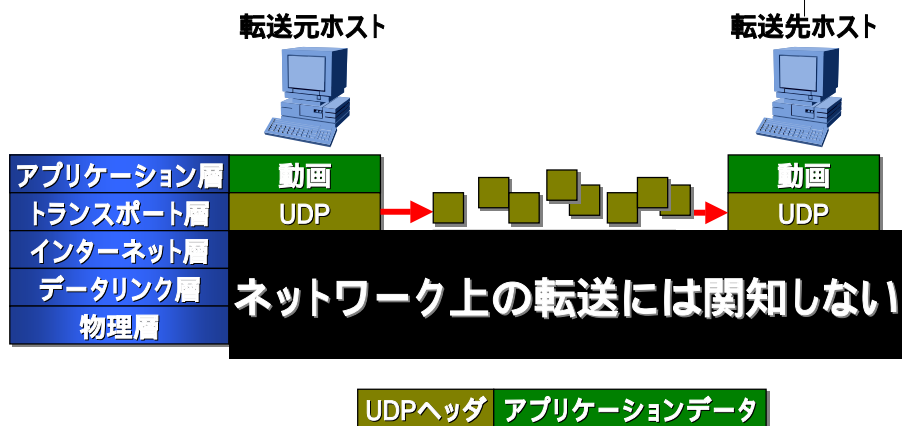 転送元ホスト 転送先ホスト
アプリケーション層 動画 動画
トランスポート層 UDP UDP
インターネット層
データリンク層
物理層
ネットワーク上の転送には関知しない
UDPヘッダ アプリケーションデータ